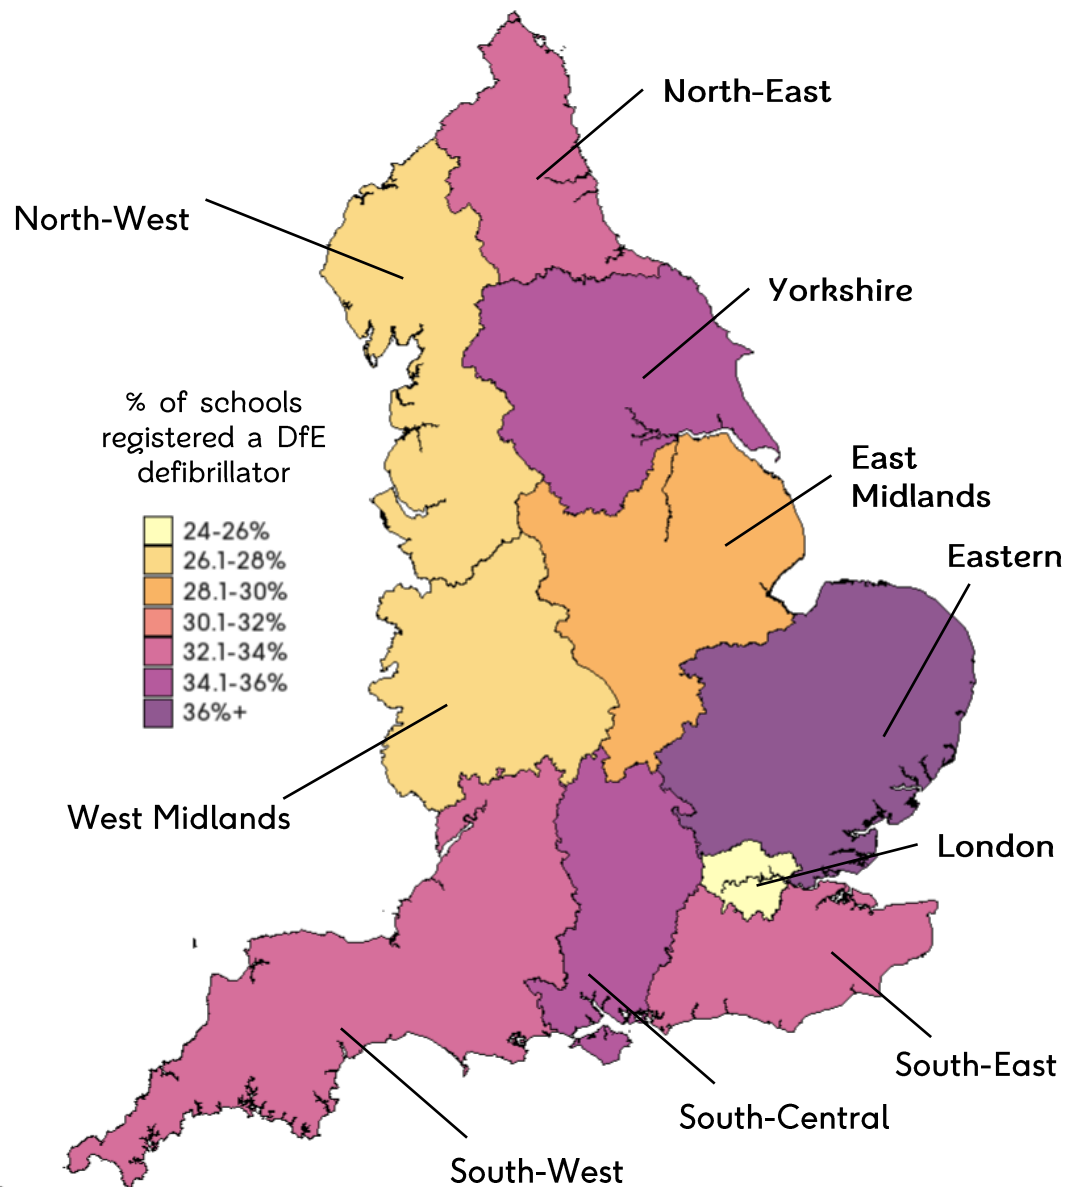 North-East
North-West
Yorkshire
% of schools
registered a DfE
defibrillator
24-26%
26.1-28%
28.1-30%
30.1-32%
32.1-34%
34.1-36%
36%+
East
Midlands
Eastern
West Midlands
London
South-East
South-Central
South-West